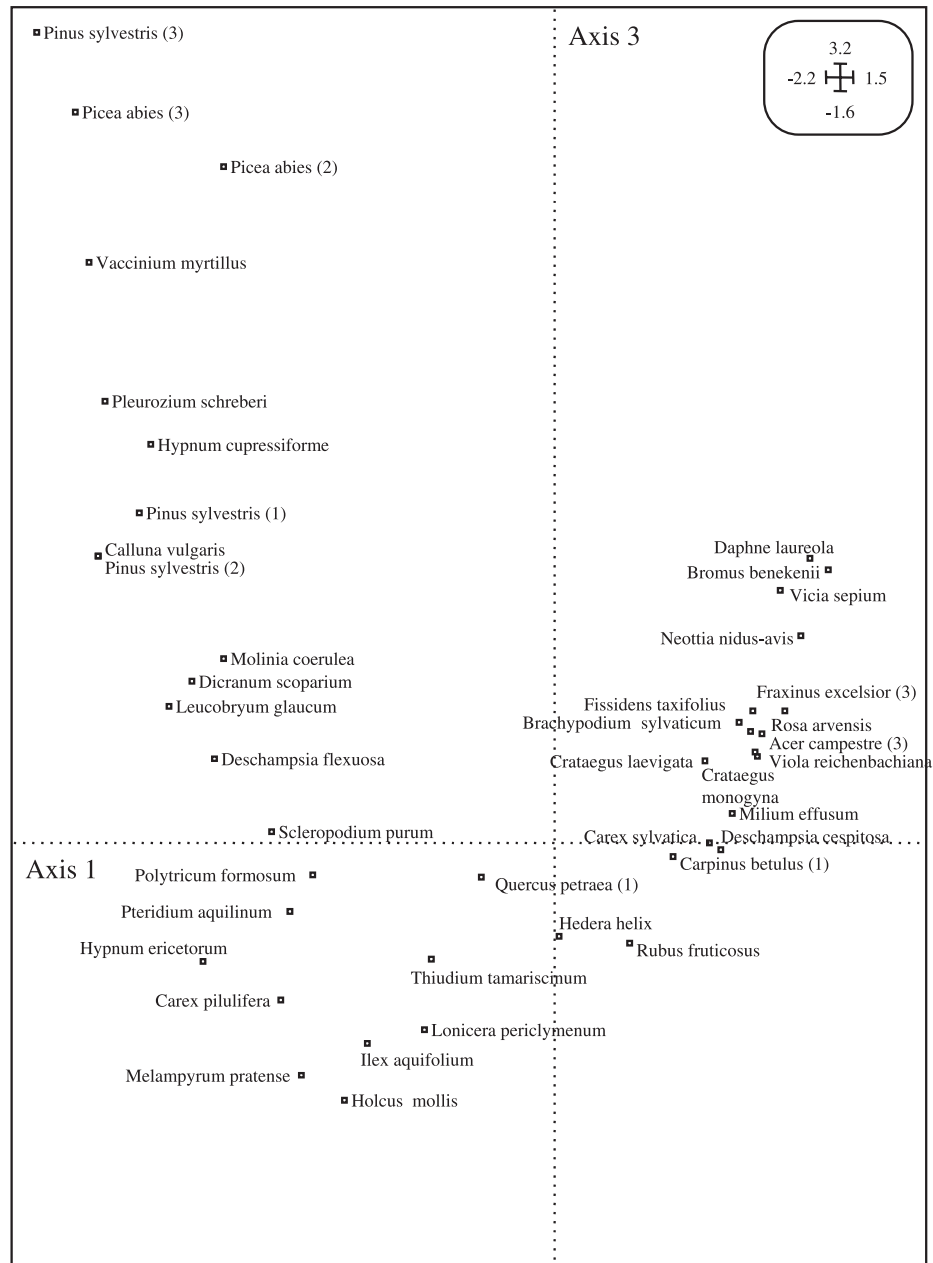 Pinus sylvestris (3)
Axis 3
3.2
-2.2 1.5
-1.6
Picea abies (3)
Picea abies (2)
Vaccinium myrtillus
Pleurozium schreberi
Hypnum cupressiforme
Pinus sylvestris (1)
Calluna vulgaris
Pinus sylvestris (2)
Daphne laureola
Bromus benekenii
Vicia sepium
Neottia nidus-avis
Molinia coerulea
Dicranum scoparium
Leucobryum glaucum
Fraxinus excelsior (3)
Fissidens taxifolius
Brachypodium sylvaticum
Rosa arvensis
Acer campestre (3)
Deschampsia flexuosa
Crataegus laevigata
Viola reichenbachiana
Crataegus
monogyna
Milium effusum
Scleropodium purum
Carex sylvatica
Deschampsia cespitosa
Carpinus betulus (1)
Axis 1
Polytricum formosum
Quercus petraea (1)
Pteridium aquilinum
Hedera helix
Hypnum ericetorum
Rubus fruticosus
Thiudium tamariscinum
Carex pilulifera
Lonicera periclymenum
Ilex aquifolium
Melampyrum pratense
Holcus mollis